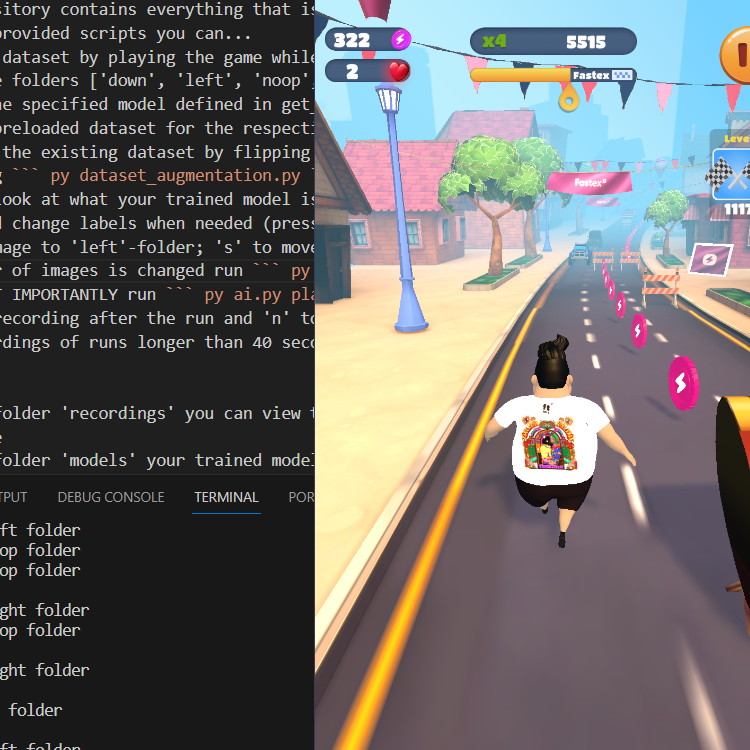 sitory contains everything that is
provided scripts you can...
dataset by playing the game while
e folders ['down', 'left', 'noop',
he specified model defined in get_
preloaded dataset for the respecti
the existing dataset by flipping
g ``` py dataset_augmentation.py
look at what your trained model is
d change labels when needed (press
mage to 'left'-folder; 's' to move
r of images is changed run ``` py
T IMPORTANTLY run ``` py ai.py pla
recording after the run and 'n' to
rdings of runs longer than 40 seco
folder 'recordings' you can view t
e
folder 'models' your trained model
TPUT DEBUG CONSOLE TERMINAL POR
ft folder
op folder
op folder
ght folder
op folder
ght folder
folder
ft folder
322
2
x4 5515
Fastex
Leve
1117
Fastex